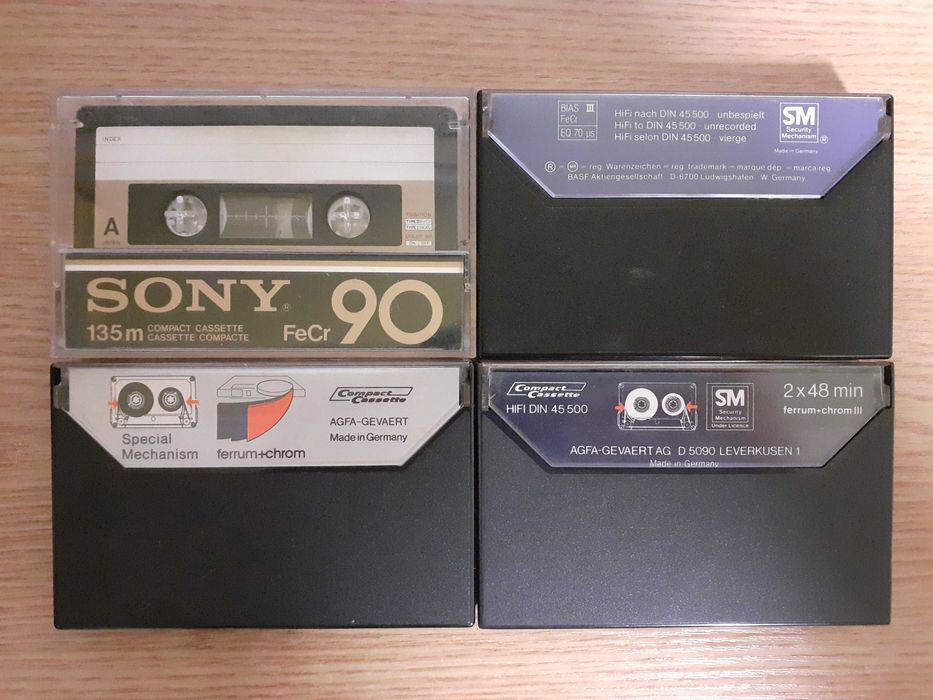 INDEX
A
POSITION
SONY®
90
135m COMPACT CASSETTE
CASSETTE COMPACTE
FeCr
BIAS III
FeCr
EQ 70 µs
HiFi nach DIN 45 500 · unbespielt
HiFi to DIN 45 500 · unrecorded
HiFi selon DIN 45 500 · vierge
SM
Security
Mechanism ®
Made in Germany
® = reg. Warenzeichen – reg. trademark – marque dép. – marca reg.
BASF Aktiengesellschaft D-6700 Ludwigshafen W. Germany
Special
Mechanism
ferrum+chrom
Compact
Cassette
AGFA-GEVAERT
Made in Germany
Compact
Cassette
HIFI DIN 45 500
SM
Security
Mechanism
Under Licence
2 x 48 min
ferrum+chrom III
AGFA-GEVAERT AG D 5090 LEVERKUSEN 1
Made in Germany